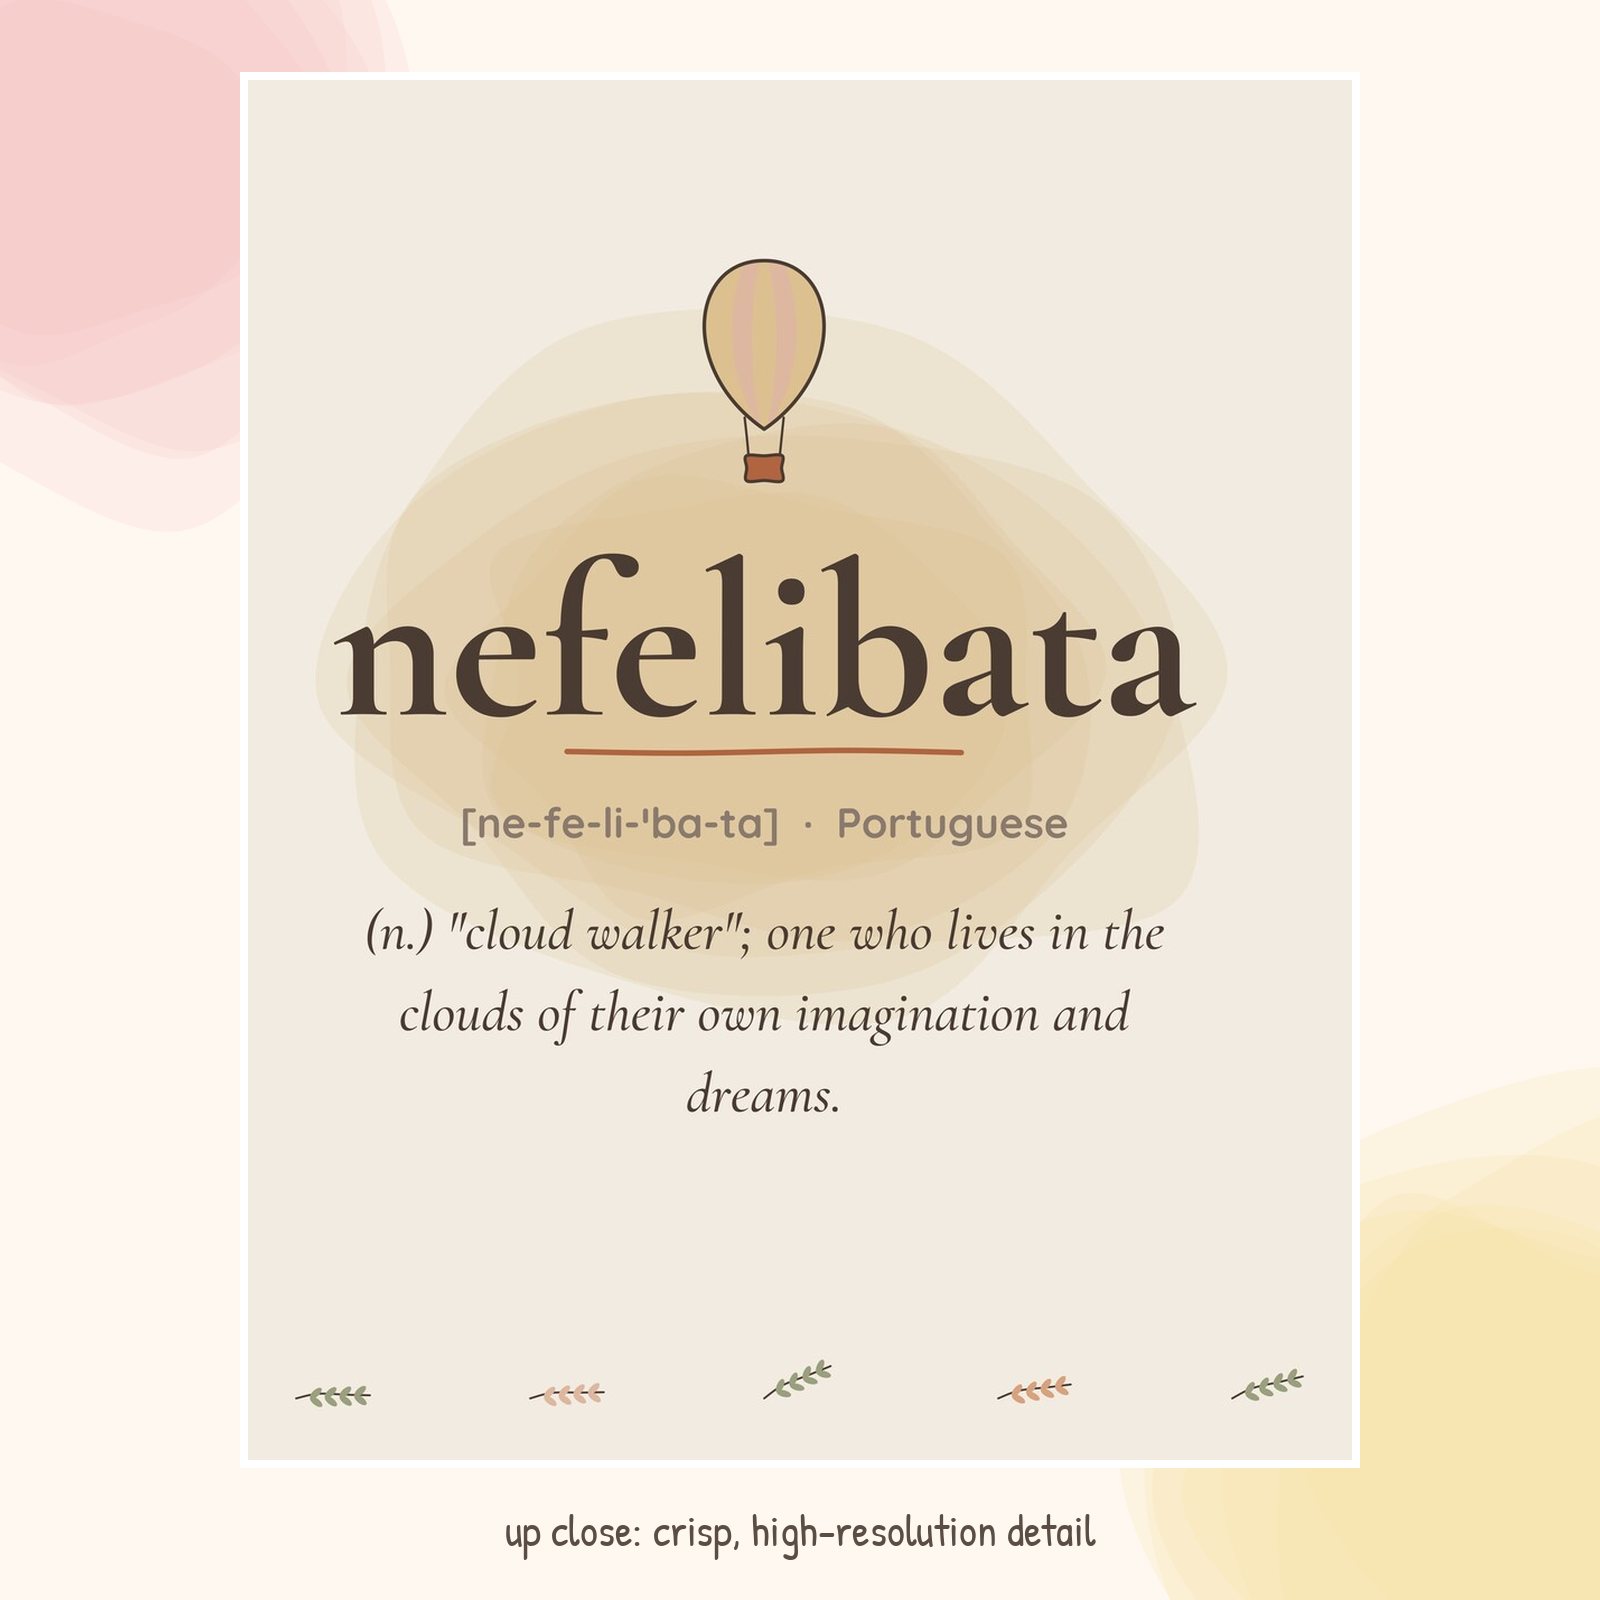 nefelibata
[ne-fe-li-ˈba-ta] · Portuguese
(n.) "cloud walker"; one who lives in the
clouds of their own imagination and
dreams.
up close: crisp, high-resolution detail